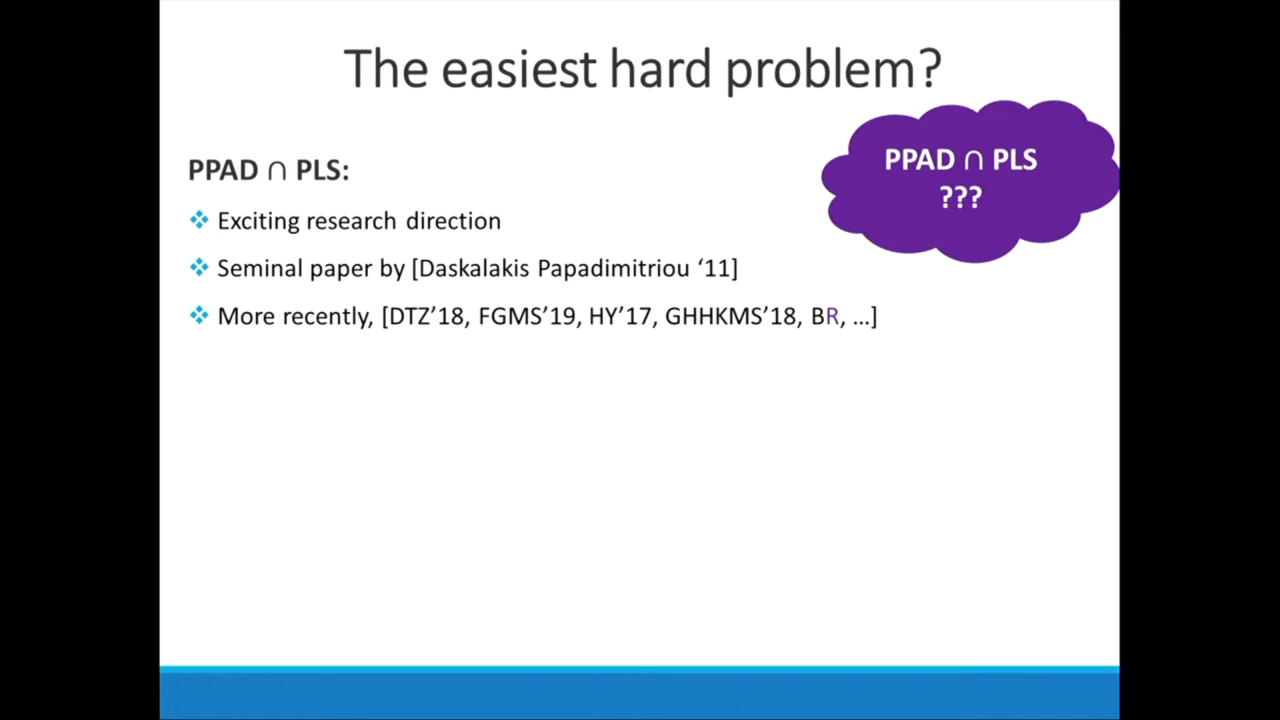 The easiest hard problem?
PPAD ∩ PLS
???
PPAD ∩ PLS:
Exciting research direction
Seminal paper by [Daskalakis Papadimitriou ‘11]
More recently, [DTZ’18, FGMS’19, HY’17, GHHKMS’18, BR, …]